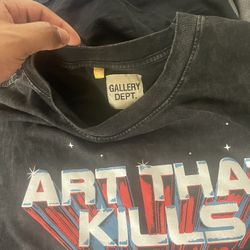 GALLERY
DEPT.
ART THA
KILLS